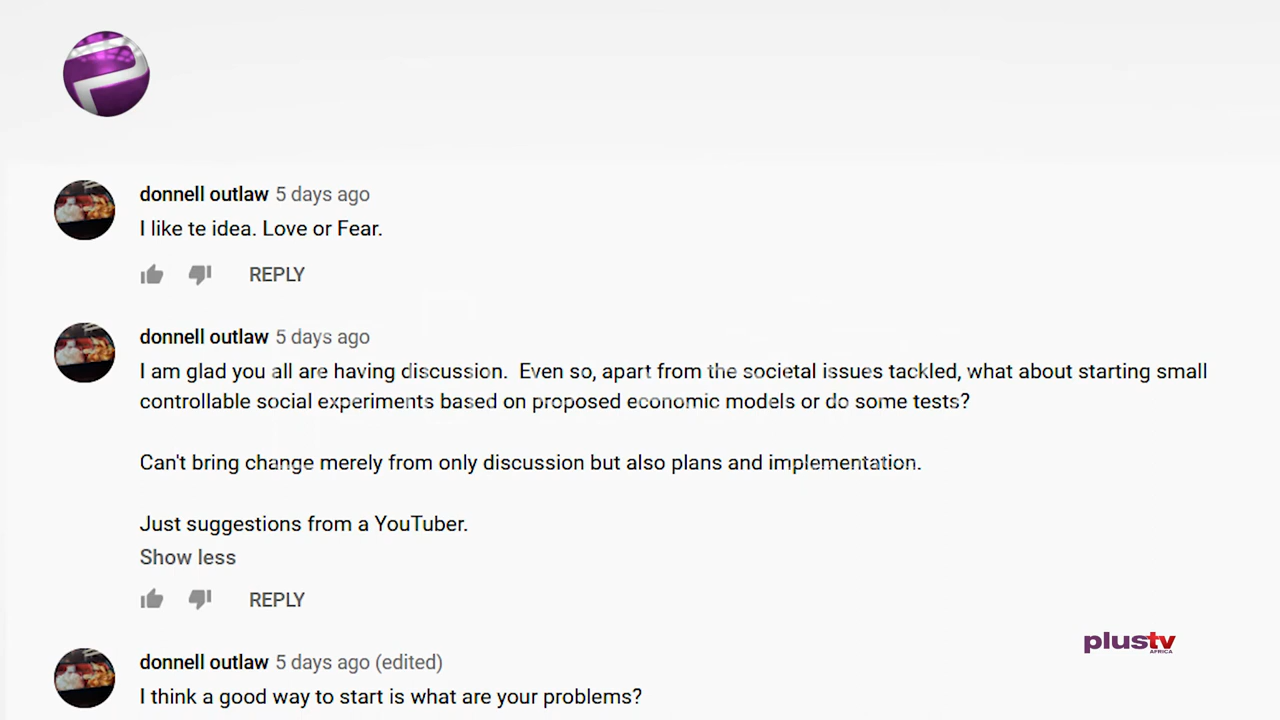 donnell outlaw 5 days ago
I like te idea. Love or Fear.
REPLY
donnell outlaw 5 days ago
I am glad you all are having discussion.  Even so, apart from the societal issues tackled, what about starting small
controllable social experiments based on proposed economic models or do some tests?
Can't bring change merely from only discussion but also plans and implementation.
Just suggestions from a YouTuber.
Show less
REPLY
plustv
AFRICA
donnell outlaw 5 days ago (edited)
I think a good way to start is what are your problems?